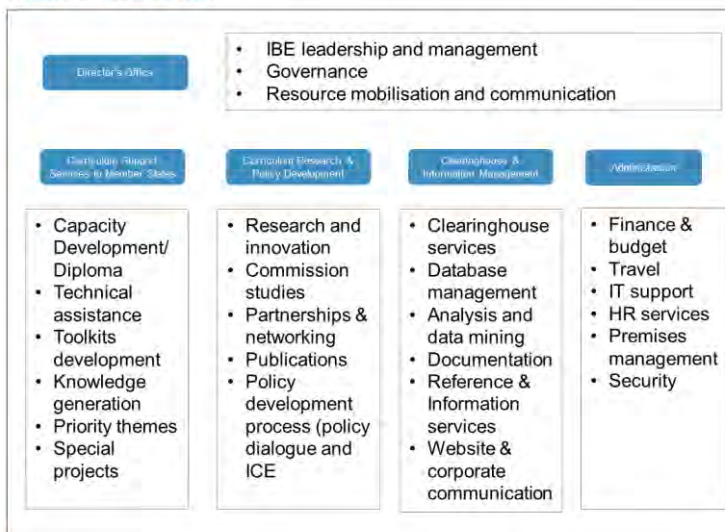 Director's Office
• IBE leadership and management
• Governance
• Resource mobilisation and communication
Curriculum Support
Services to Member States
• Capacity
Development/
Diploma
• Technical
assistance
• Toolkits
development
• Knowledge
generation
• Priority themes
• Special
projects
Curriculum Research &
Policy Development
• Research and
innovation
• Commission
studies
• Partnerships &
networking
• Publications
• Policy
development
process (policy
dialogue and
ICE
Clearinghouse &
Information Management
• Clearinghouse
services
• Database
management
• Analysis and
data mining
• Documentation
• Reference &
Information
services
• Website &
corporate
communication
Administration
• Finance &
budget
• Travel
• IT support
• HR services
• Premises
management
• Security